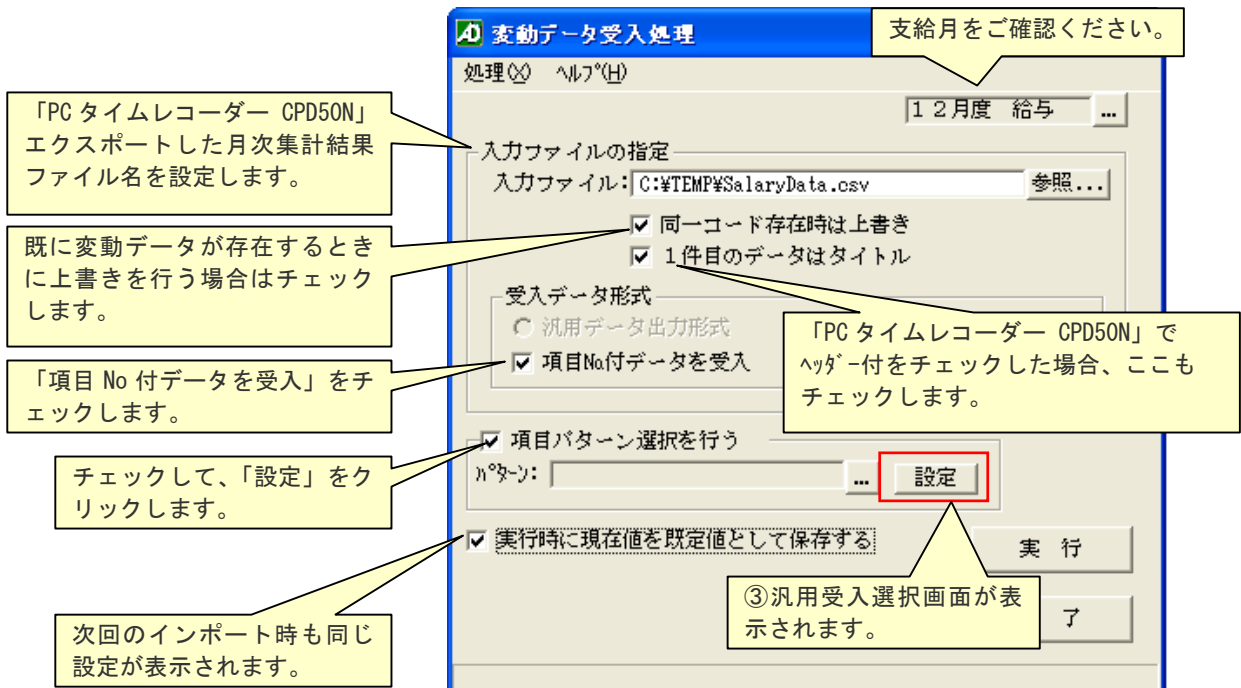 変動データ受入処理
支給月をご確認ください。
処理(X) ヘルプ(H)
12月度 給与 ...
「PC タイムレコーダー CPD50N」
エクスポートした月次集計結果
ファイル名を設定します。
入力ファイルの指定
入力ファイル: C:¥TEMP¥SalaryData.csv 参照...
同一コード存在時は上書き
1件目のデータはタイトル
既に変動データが存在するとき
に上書きを行う場合はチェック
します。
受入データ形式
汎用データ出力形式
項目No付データを受入
「PC タイムレコーダー CPD50N」で
ヘッダー付をチェックした場合、ここも
チェックします。
「項目 No 付データを受入」をチ
ェックします。
項目パターン選択を行う
パターン: ... 設定
チェックして、「設定」をク
リックします。
実行時に現在値を既定値として保存する
実 行
③汎用受入選択画面が表
示されます。
了
次回のインポート時も同じ
設定が表示されます。